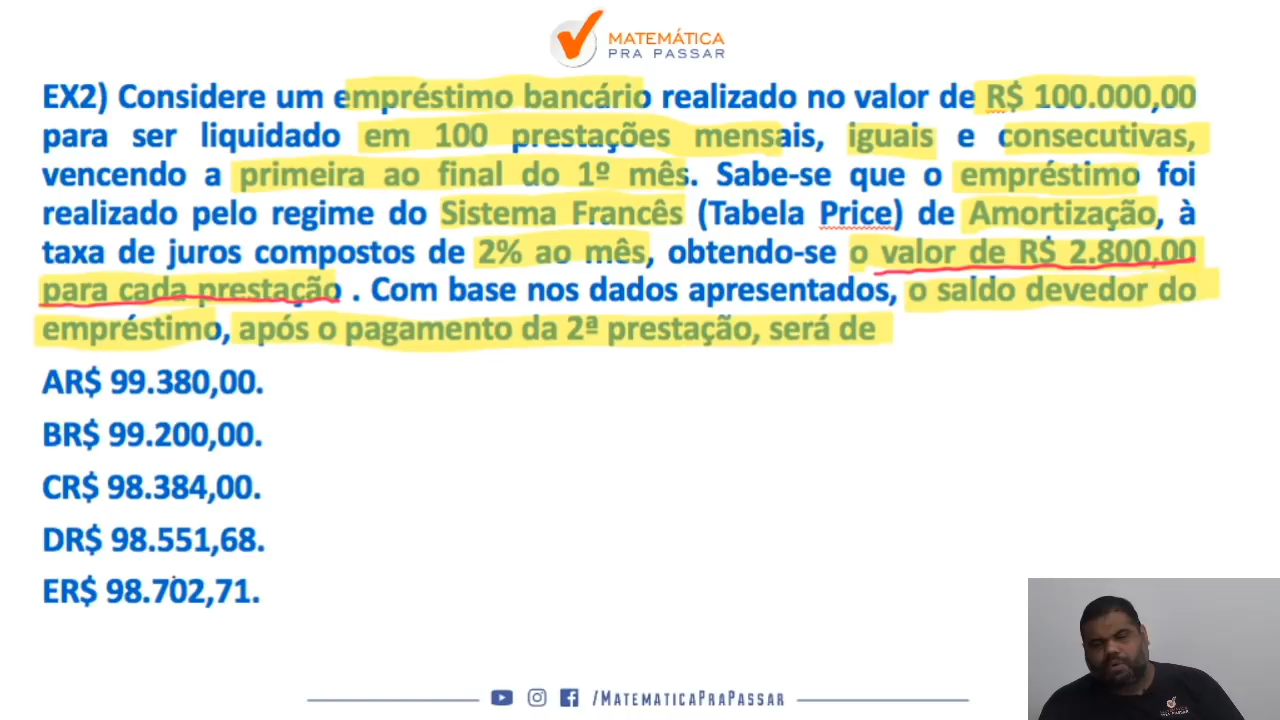 MATEMÁTICA
PRA PASSAR
EX2) Considere um empréstimo bancário realizado no valor de R$ 100.000,00
para ser liquidado em 100 prestações mensais, iguais e consecutivas,
vencendo a primeira ao final do 1º mês. Sabe-se que o empréstimo foi
realizado pelo regime do Sistema Francês (Tabela Price) de Amortização, à
taxa de juros compostos de 2% ao mês, obtendo-se o valor de R$ 2.800,00
para cada prestação . Com base nos dados apresentados, o saldo devedor do
empréstimo, após o pagamento da 2ª prestação, será de
AR$ 99.380,00.
BR$ 99.200,00.
CR$ 98.384,00.
DR$ 98.551,68.
ER$ 98.702,71.
/MATEMATICAPRAPASSAR